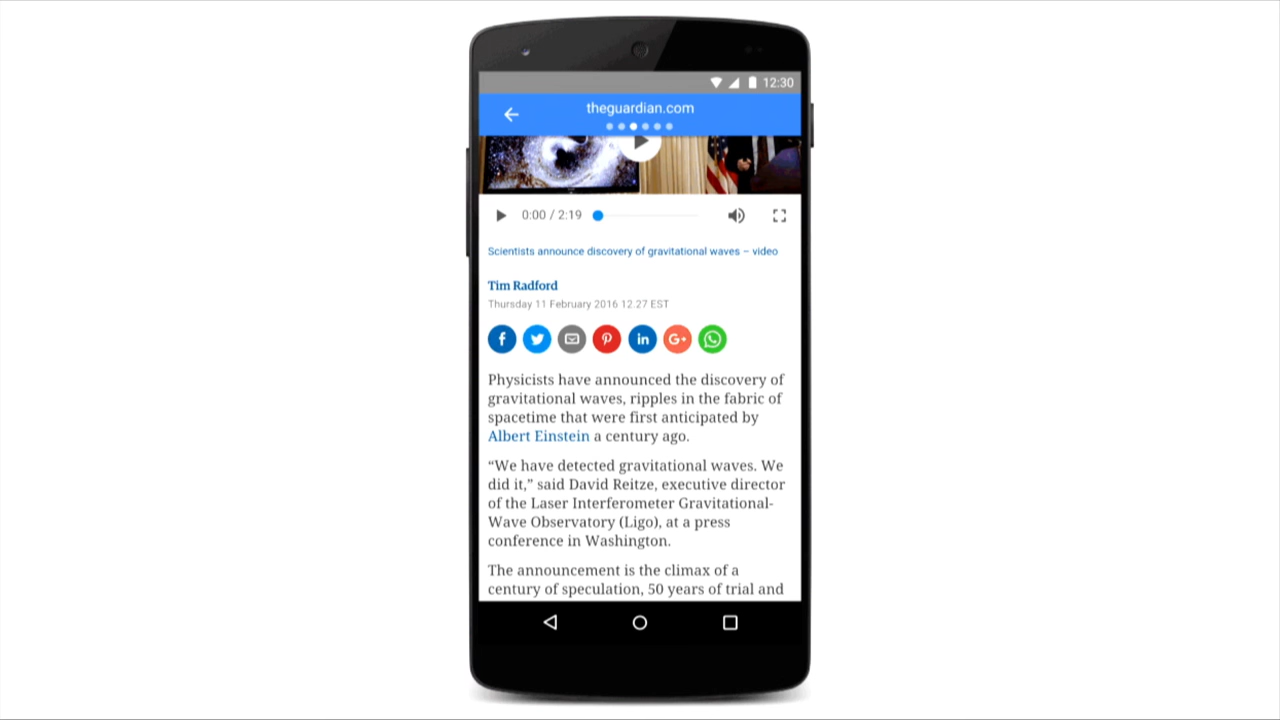 12:30
theguardian.com
0:00 / 2:19
Scientists announce discovery of gravitational waves – video
Tim Radford
Thursday 11 February 2016 12.27 EST
f
in
G+
Physicists have announced the discovery of
gravitational waves, ripples in the fabric of
spacetime that were first anticipated by
Albert Einstein a century ago.
“We have detected gravitational waves. We
did it,” said David Reitze, executive director
of the Laser Interferometer Gravitational-
Wave Observatory (Ligo), at a press
conference in Washington.
The announcement is the climax of a
century of speculation, 50 years of trial and